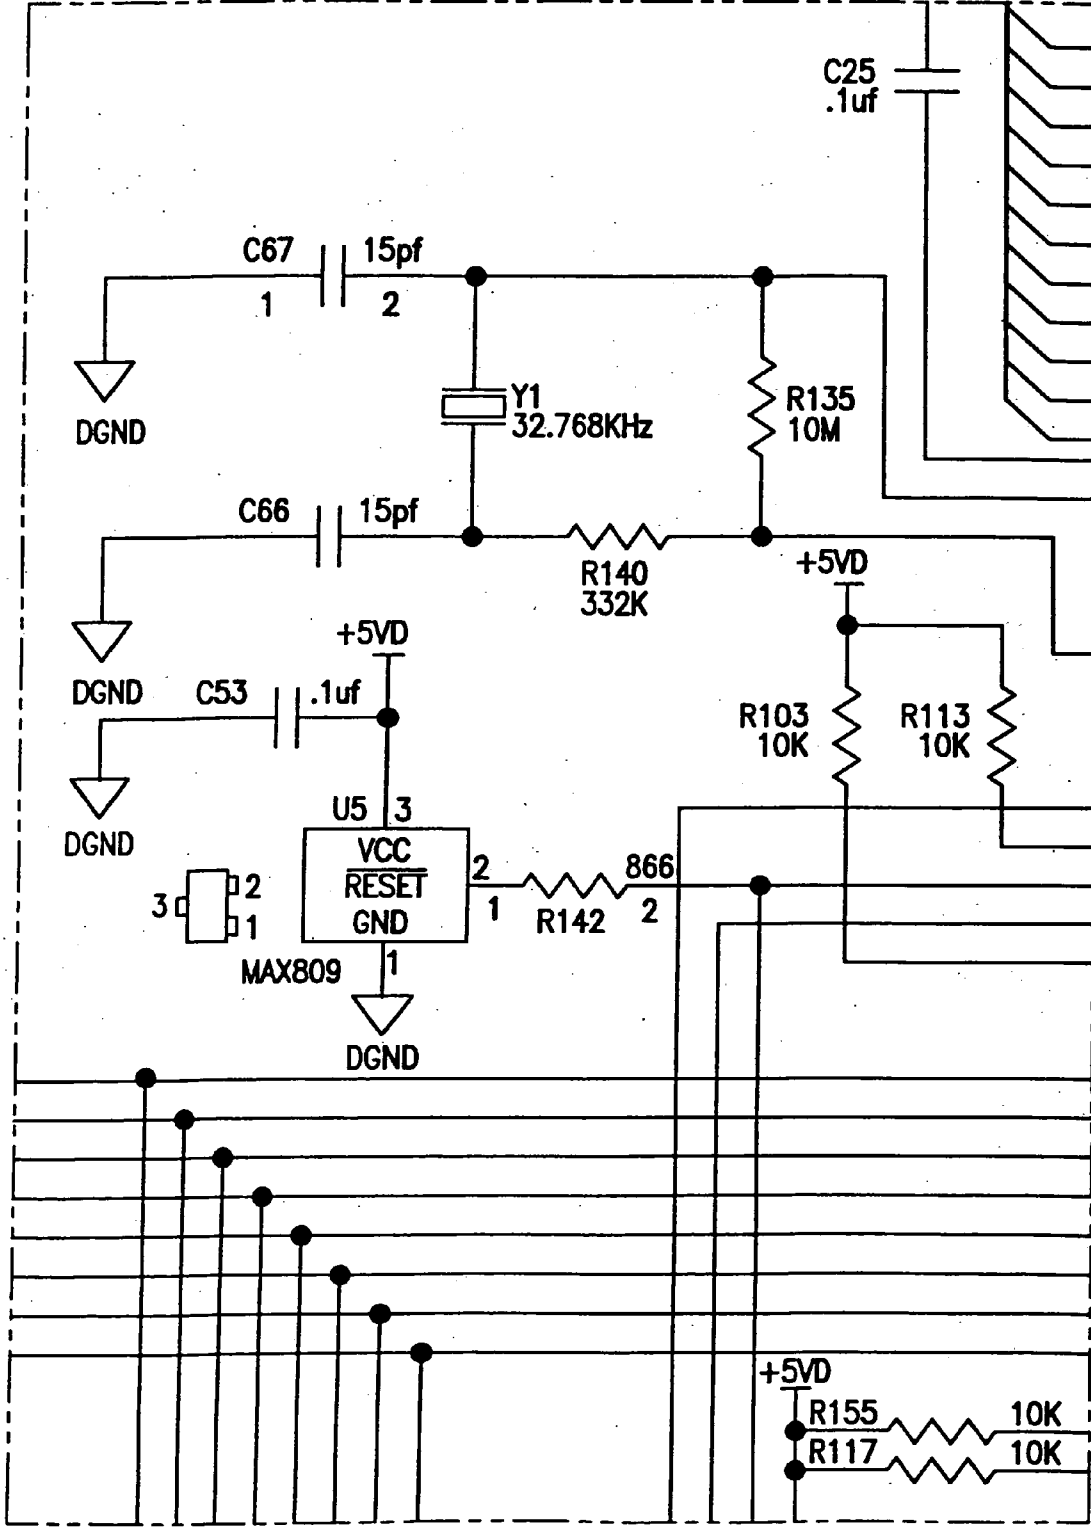 C25
.1uf
C67 15pf
1 2
DGND
Y1
32.768KHz
R135
10M
C66 15pf
R140
332K
DGND
+5VD
+5VD
C53 .1uf
R103
10K
R113
10K
DGND
U5 3
VCC
RESET
GND
2
1
866
R142 2
3 2
1
MAX809
1
DGND
+5VD
R155 10K
R117 10K